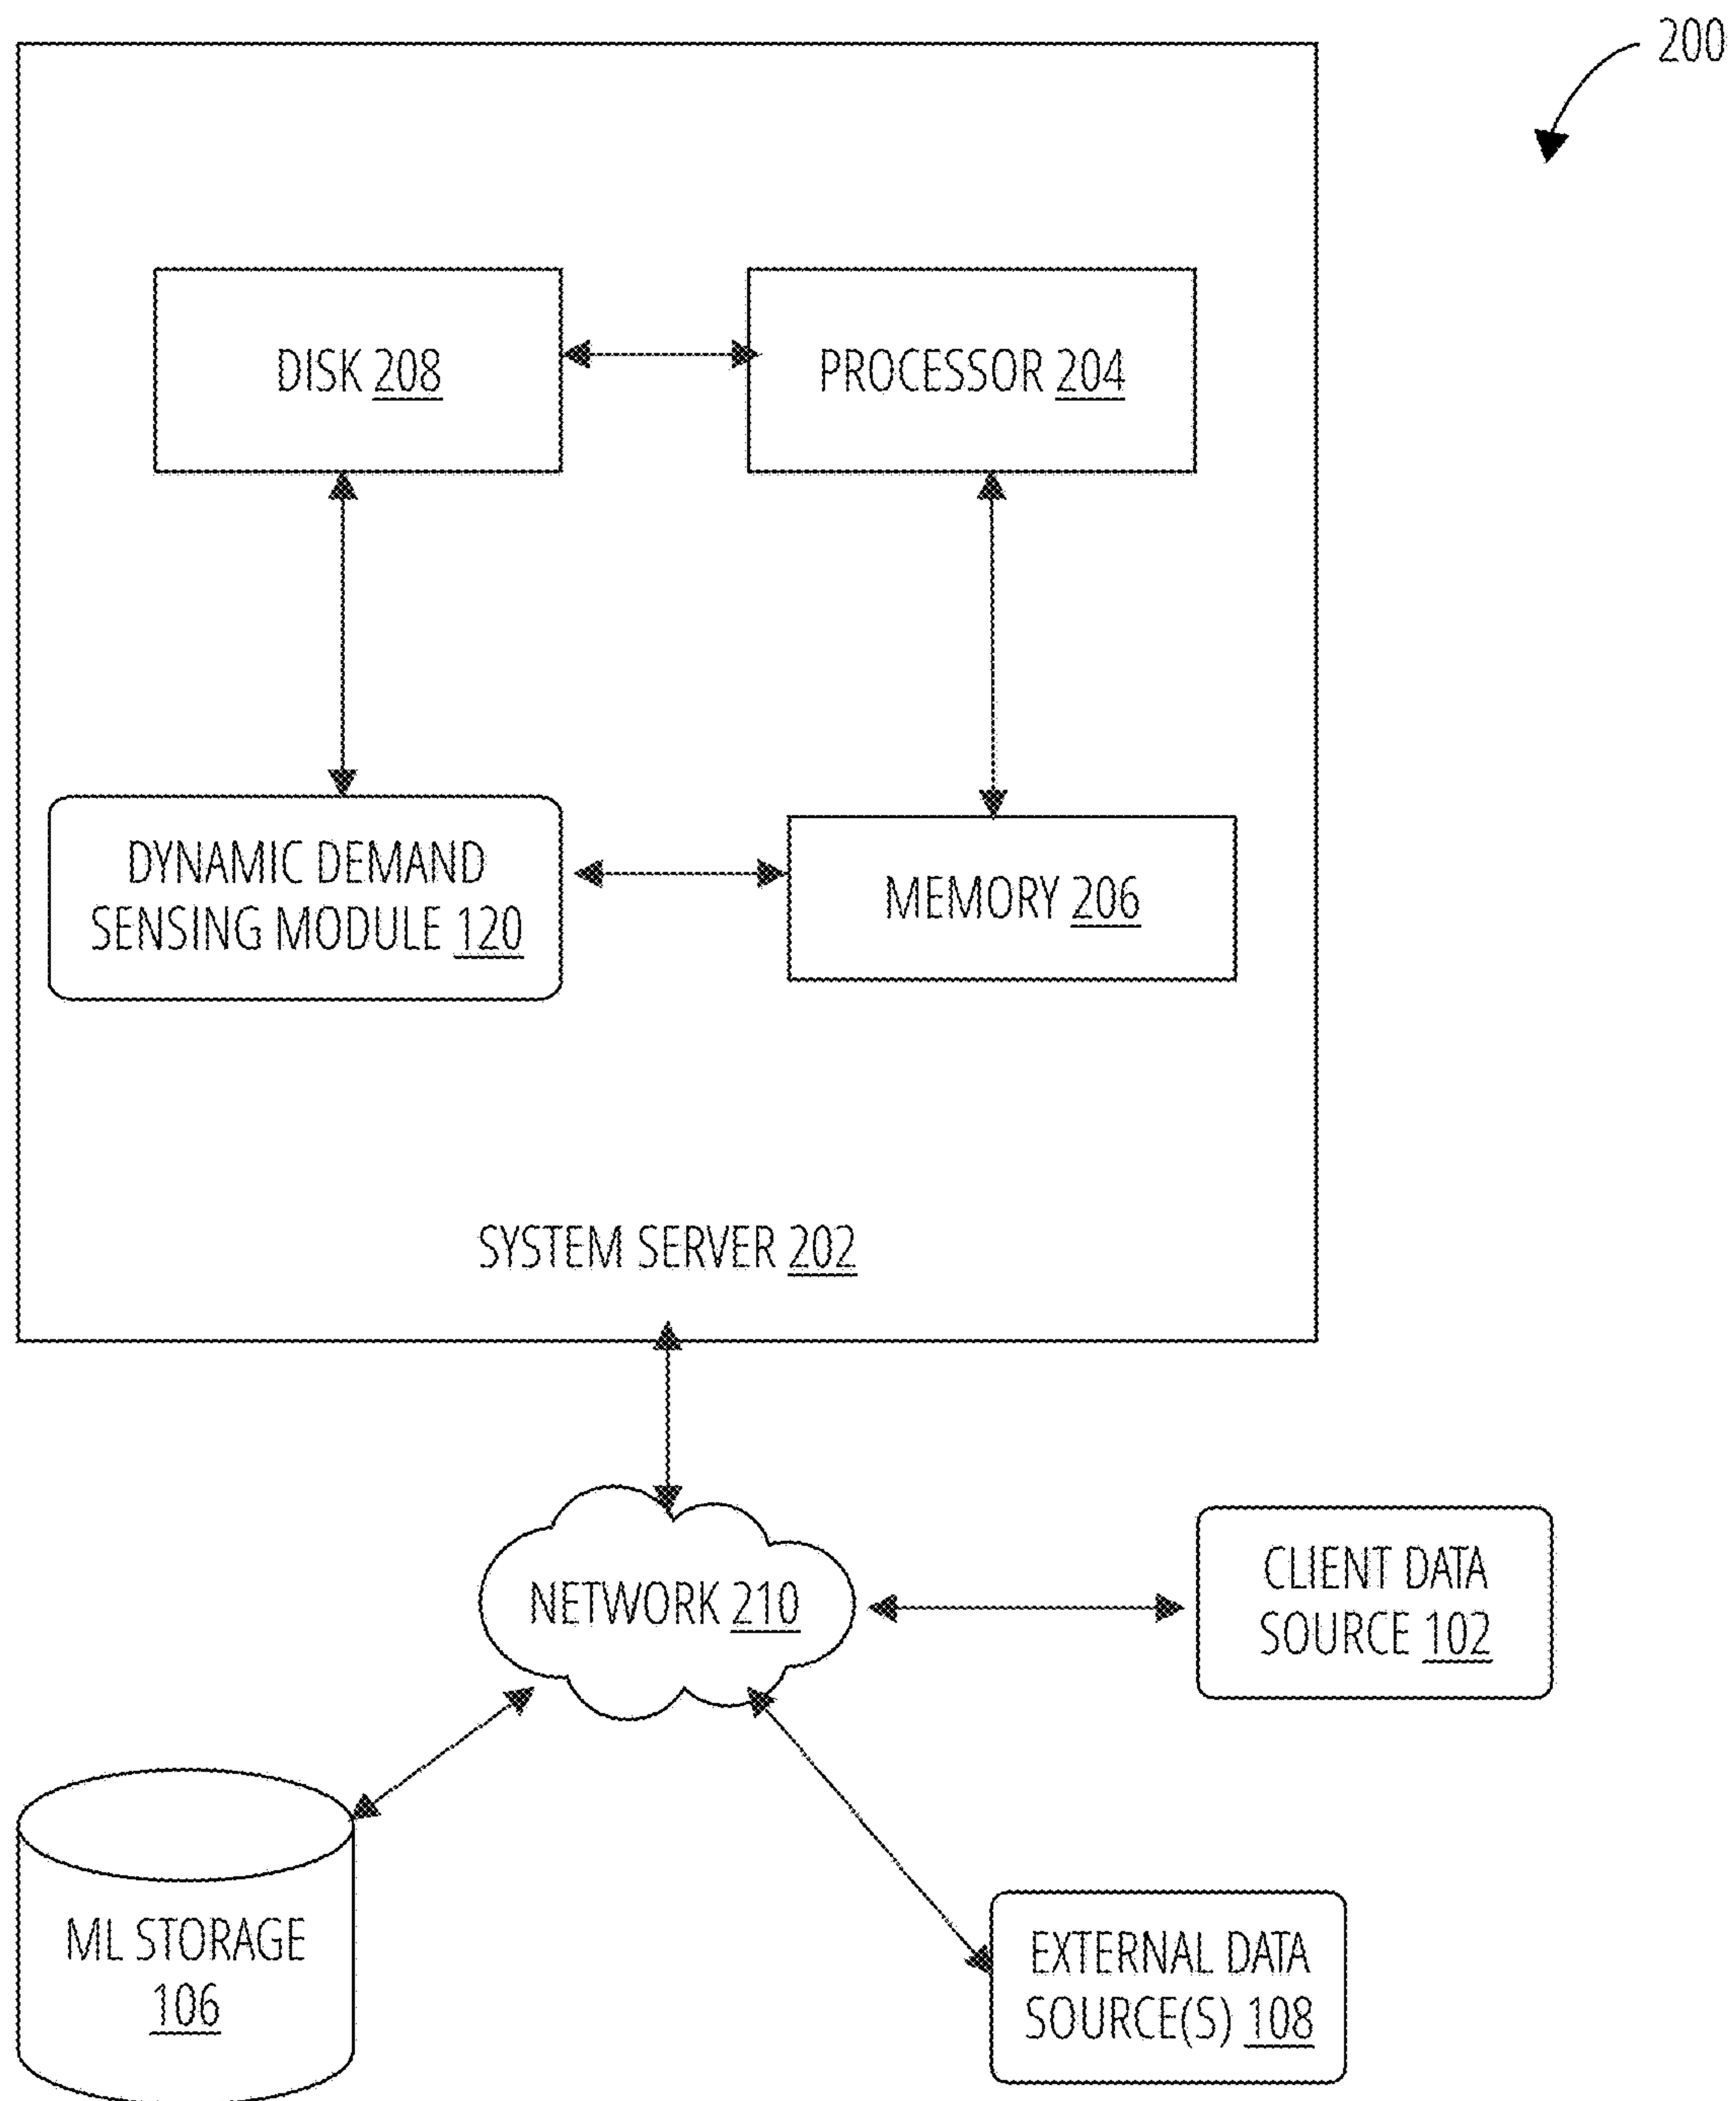 200
DISK 208
PROCESSOR 204
DYNAMIC DEMAND
SENSING MODULE 120
MEMORY 206
SYSTEM SERVER 202
NETWORK 210
CLIENT DATA
SOURCE 102
ML STORAGE
106
EXTERNAL DATA
SOURCE(S) 108